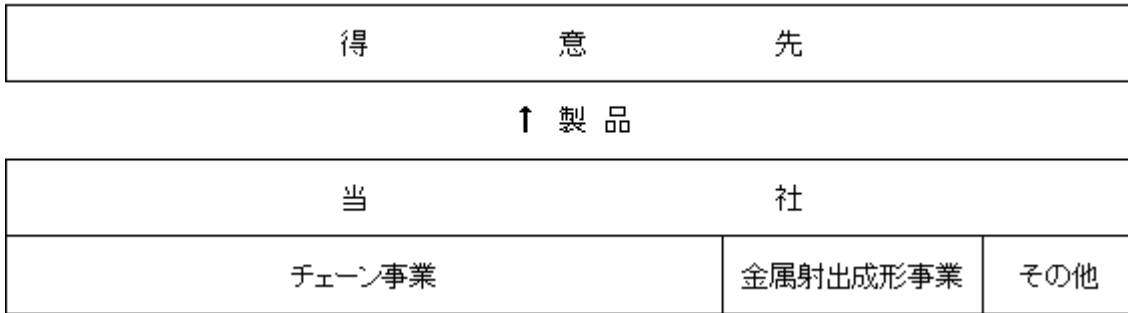 得意先
↑ 製品
当社
チェーン事業 金属射出成形事業 その他